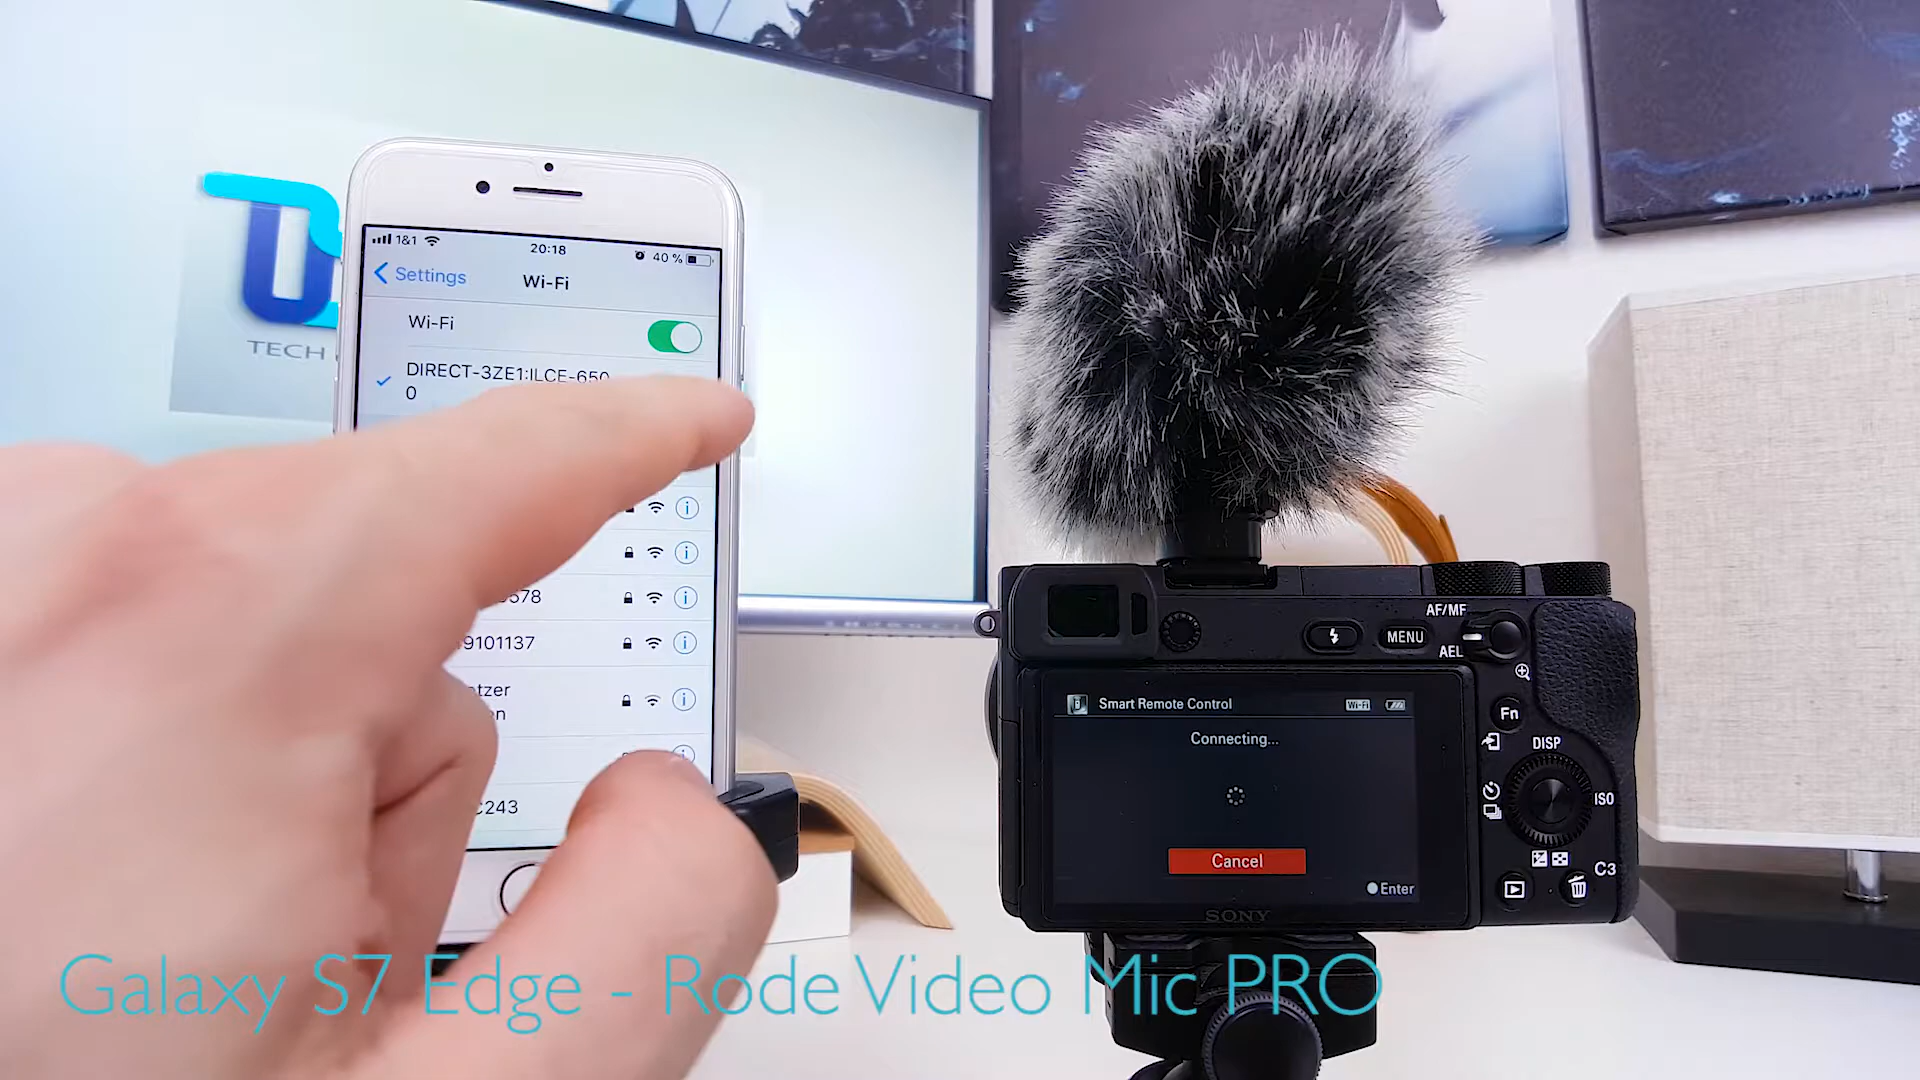 TECH
1&1
20:18
40 %
Settings
Wi-Fi
Wi-Fi
DIRECT-3ZE1:ILCE-650
0
578
9101137
tzer
n
C243
AF/MF
MENU
AEL
Fn
DISP
ISO
C3
Smart Remote Control
Wi-Fi
Connecting...
Cancel
Enter
SONY
Galaxy S7 Edge - Rode Video Mic PRO